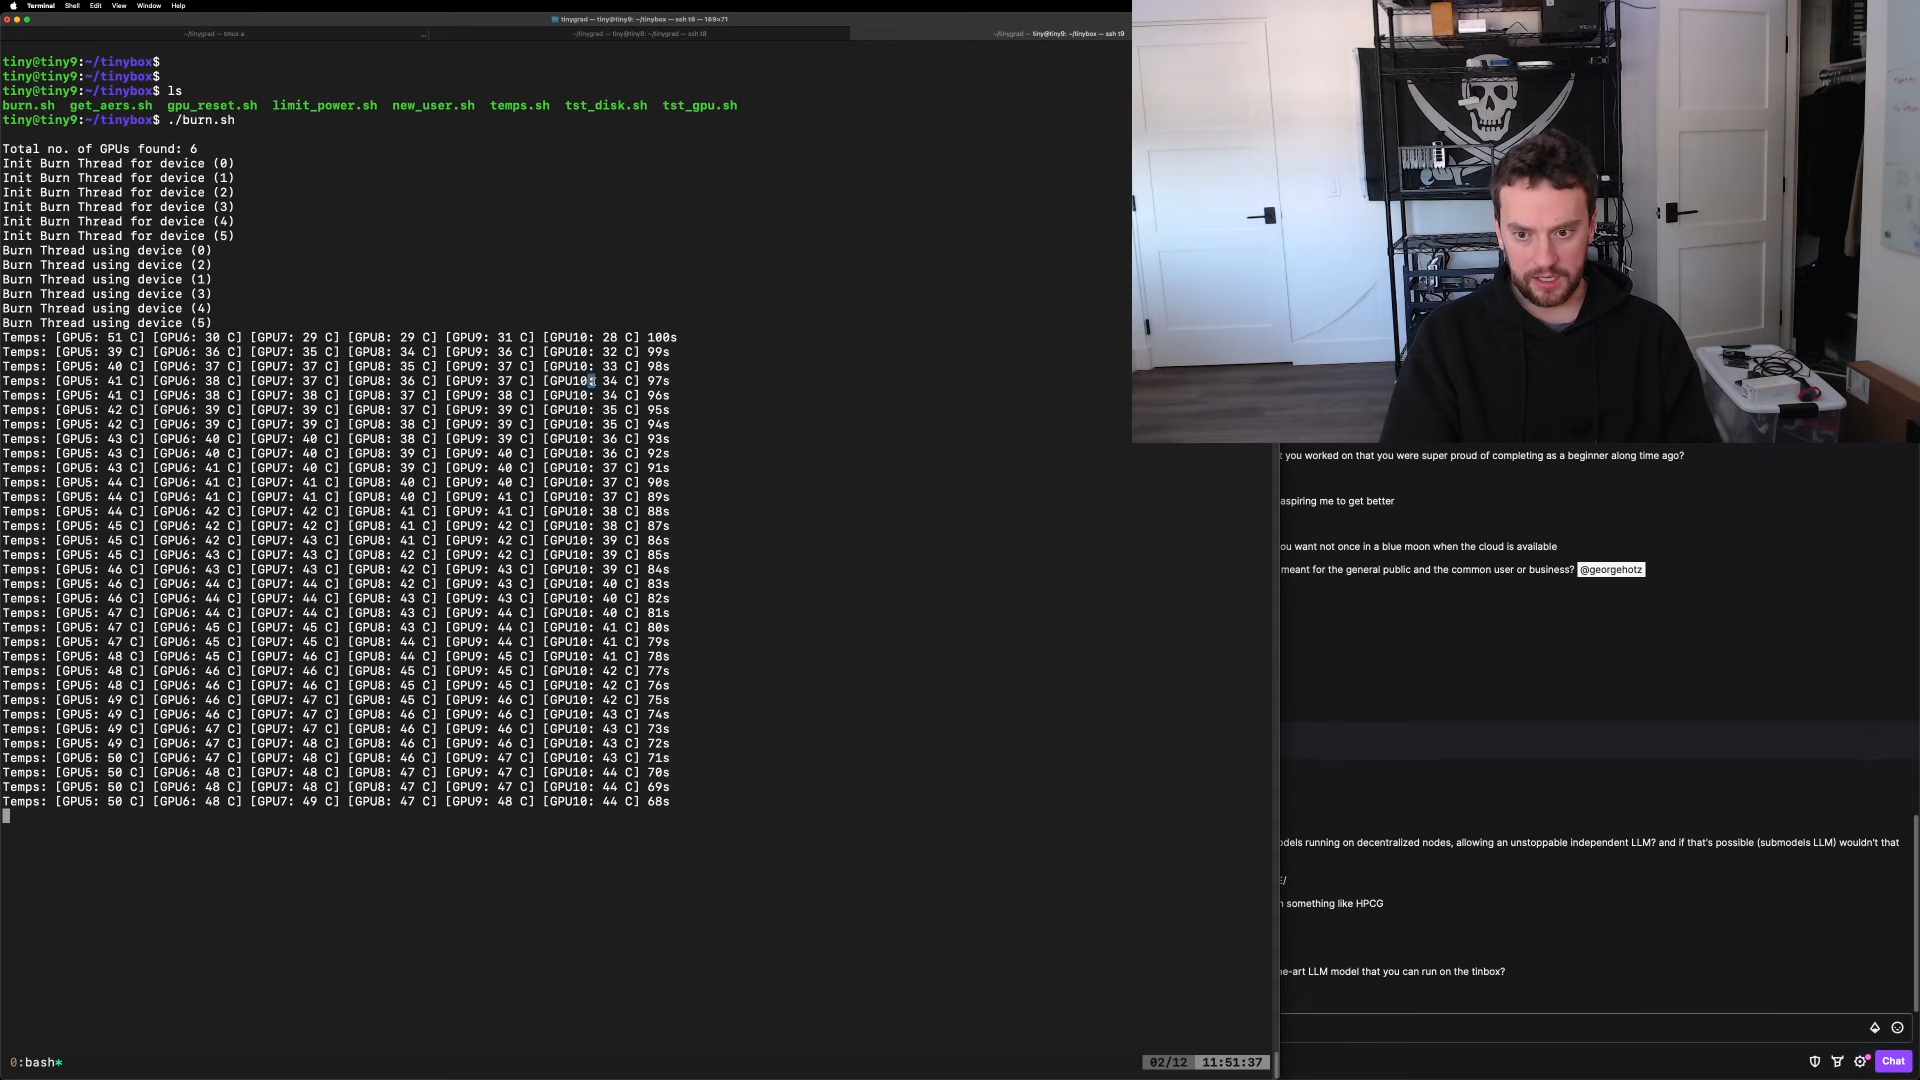 Terminal Shell Edit View Window Help
tinygrad — tiny@tiny9: ~/tinybox — ssh t9 — 169×71
~/tinygrad — tmux a
...
~/tinygrad — tiny@tiny8: ~/tinygrad — ssh t8
~/tinygrad — tiny@tiny9: ~/tinybox — ssh t9
tiny@tiny9:~/tinybox$
tiny@tiny9:~/tinybox$
tiny@tiny9:~/tinybox$ ls
burn.sh get_aers.sh gpu_reset.sh limit_power.sh new_user.sh temps.sh tst_disk.sh tst_gpu.sh
tiny@tiny9:~/tinybox$ ./burn.sh
Total no. of GPUs found: 6
Init Burn Thread for device (0)
Init Burn Thread for device (1)
Init Burn Thread for device (2)
Init Burn Thread for device (3)
Init Burn Thread for device (4)
Init Burn Thread for device (5)
Burn Thread using device (0)
Burn Thread using device (2)
Burn Thread using device (1)
Burn Thread using device (3)
Burn Thread using device (4)
Burn Thread using device (5)
Temps: [GPU5: 51 C] [GPU6: 30 C] [GPU7: 29 C] [GPU8: 29 C] [GPU9: 31 C] [GPU10: 28 C] 100s
Temps: [GPU5: 39 C] [GPU6: 36 C] [GPU7: 35 C] [GPU8: 34 C] [GPU9: 36 C] [GPU10: 32 C] 99s
Temps: [GPU5: 40 C] [GPU6: 37 C] [GPU7: 37 C] [GPU8: 35 C] [GPU9: 37 C] [GPU10: 33 C] 98s
Temps: [GPU5: 41 C] [GPU6: 38 C] [GPU7: 37 C] [GPU8: 36 C] [GPU9: 37 C] [GPU10: 34 C] 97s
Temps: [GPU5: 41 C] [GPU6: 38 C] [GPU7: 38 C] [GPU8: 37 C] [GPU9: 38 C] [GPU10: 34 C] 96s
Temps: [GPU5: 42 C] [GPU6: 39 C] [GPU7: 39 C] [GPU8: 37 C] [GPU9: 39 C] [GPU10: 35 C] 95s
Temps: [GPU5: 42 C] [GPU6: 39 C] [GPU7: 39 C] [GPU8: 38 C] [GPU9: 39 C] [GPU10: 35 C] 94s
Temps: [GPU5: 43 C] [GPU6: 40 C] [GPU7: 40 C] [GPU8: 38 C] [GPU9: 39 C] [GPU10: 36 C] 93s
Temps: [GPU5: 43 C] [GPU6: 40 C] [GPU7: 40 C] [GPU8: 39 C] [GPU9: 40 C] [GPU10: 36 C] 92s
Temps: [GPU5: 43 C] [GPU6: 41 C] [GPU7: 40 C] [GPU8: 39 C] [GPU9: 40 C] [GPU10: 37 C] 91s
Temps: [GPU5: 44 C] [GPU6: 41 C] [GPU7: 41 C] [GPU8: 40 C] [GPU9: 40 C] [GPU10: 37 C] 90s
Temps: [GPU5: 44 C] [GPU6: 41 C] [GPU7: 41 C] [GPU8: 40 C] [GPU9: 41 C] [GPU10: 37 C] 89s
Temps: [GPU5: 44 C] [GPU6: 42 C] [GPU7: 42 C] [GPU8: 41 C] [GPU9: 41 C] [GPU10: 38 C] 88s
Temps: [GPU5: 45 C] [GPU6: 42 C] [GPU7: 42 C] [GPU8: 41 C] [GPU9: 42 C] [GPU10: 38 C] 87s
Temps: [GPU5: 45 C] [GPU6: 42 C] [GPU7: 43 C] [GPU8: 41 C] [GPU9: 42 C] [GPU10: 39 C] 86s
Temps: [GPU5: 45 C] [GPU6: 43 C] [GPU7: 43 C] [GPU8: 42 C] [GPU9: 42 C] [GPU10: 39 C] 85s
Temps: [GPU5: 46 C] [GPU6: 43 C] [GPU7: 43 C] [GPU8: 42 C] [GPU9: 43 C] [GPU10: 39 C] 84s
Temps: [GPU5: 46 C] [GPU6: 44 C] [GPU7: 44 C] [GPU8: 42 C] [GPU9: 43 C] [GPU10: 40 C] 83s
Temps: [GPU5: 46 C] [GPU6: 44 C] [GPU7: 44 C] [GPU8: 43 C] [GPU9: 43 C] [GPU10: 40 C] 82s
Temps: [GPU5: 47 C] [GPU6: 44 C] [GPU7: 44 C] [GPU8: 43 C] [GPU9: 44 C] [GPU10: 40 C] 81s
Temps: [GPU5: 47 C] [GPU6: 45 C] [GPU7: 45 C] [GPU8: 43 C] [GPU9: 44 C] [GPU10: 41 C] 80s
Temps: [GPU5: 47 C] [GPU6: 45 C] [GPU7: 45 C] [GPU8: 44 C] [GPU9: 44 C] [GPU10: 41 C] 79s
Temps: [GPU5: 48 C] [GPU6: 45 C] [GPU7: 46 C] [GPU8: 44 C] [GPU9: 45 C] [GPU10: 41 C] 78s
Temps: [GPU5: 48 C] [GPU6: 46 C] [GPU7: 46 C] [GPU8: 45 C] [GPU9: 45 C] [GPU10: 42 C] 77s
Temps: [GPU5: 48 C] [GPU6: 46 C] [GPU7: 46 C] [GPU8: 45 C] [GPU9: 45 C] [GPU10: 42 C] 76s
Temps: [GPU5: 49 C] [GPU6: 46 C] [GPU7: 47 C] [GPU8: 45 C] [GPU9: 46 C] [GPU10: 42 C] 75s
Temps: [GPU5: 49 C] [GPU6: 46 C] [GPU7: 47 C] [GPU8: 46 C] [GPU9: 46 C] [GPU10: 43 C] 74s
Temps: [GPU5: 49 C] [GPU6: 47 C] [GPU7: 47 C] [GPU8: 46 C] [GPU9: 46 C] [GPU10: 43 C] 73s
Temps: [GPU5: 49 C] [GPU6: 47 C] [GPU7: 48 C] [GPU8: 46 C] [GPU9: 46 C] [GPU10: 43 C] 72s
Temps: [GPU5: 50 C] [GPU6: 47 C] [GPU7: 48 C] [GPU8: 46 C] [GPU9: 47 C] [GPU10: 43 C] 71s
Temps: [GPU5: 50 C] [GPU6: 48 C] [GPU7: 48 C] [GPU8: 47 C] [GPU9: 47 C] [GPU10: 44 C] 70s
Temps: [GPU5: 50 C] [GPU6: 48 C] [GPU7: 48 C] [GPU8: 47 C] [GPU9: 47 C] [GPU10: 44 C] 69s
Temps: [GPU5: 50 C] [GPU6: 48 C] [GPU7: 49 C] [GPU8: 47 C] [GPU9: 48 C] [GPU10: 44 C] 68s
0:bash*
02/12 11:51:37
t you worked on that you were super proud of completing as a beginner along time ago?
aspiring me to get better
ou want not once in a blue moon when the cloud is available
meant for the general public and the common user or business? @georgehotz
dels running on decentralized nodes, allowing an unstoppable independent LLM? and if that's possible (submodels LLM) wouldn't that
E/
n something like HPCG
e-art LLM model that you can run on the tinbox?
Chat